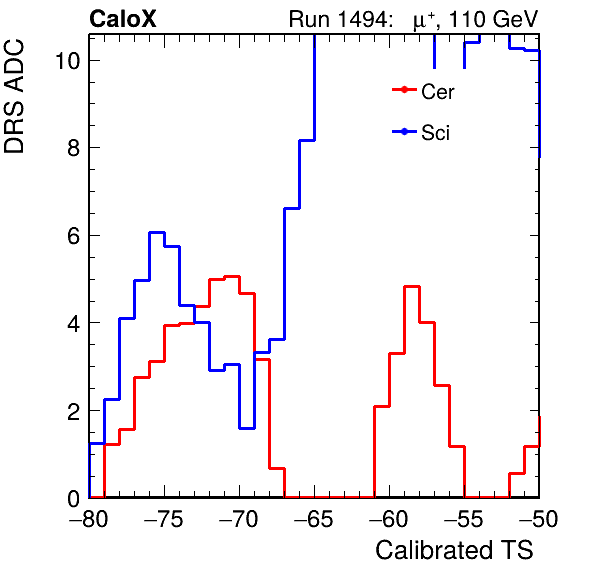 CaloX Run 1494: μ⁺, 110 GeV
DRS ADC
10
8
6
4
2
0
Cer
Sci
−80 −75 −70 −65 −60 −55 −50
Calibrated TS